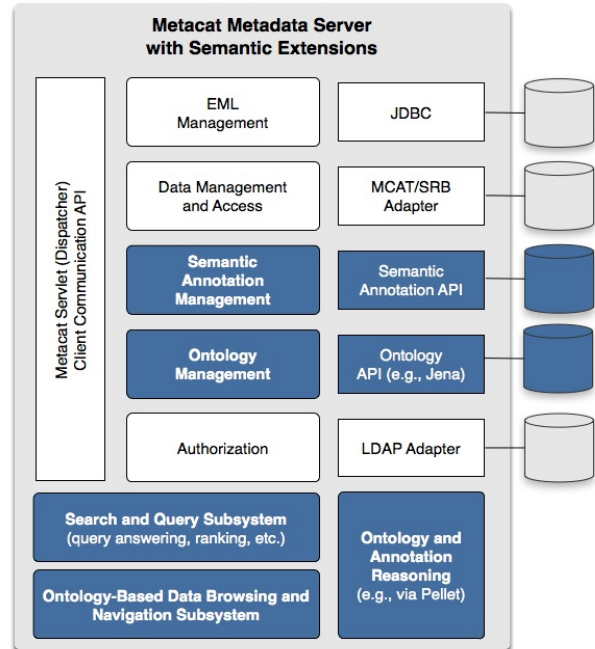 Metacat Metadata Server
with Semantic Extensions
Metacat Servlet (Dispatcher)
Client Communication API
EML
Management
JDBC
Data Management
and Access
MCAT/SRB
Adapter
Semantic
Annotation
Management
Semantic
Annotation API
Ontology
Management
Ontology
API (e.g., Jena)
Authorization
LDAP Adapter
Search and Query Subsystem
(query answering, ranking, etc.)
Ontology-Based Data Browsing and
Navigation Subsystem
Ontology and
Annotation
Reasoning
(e.g., via Pellet)